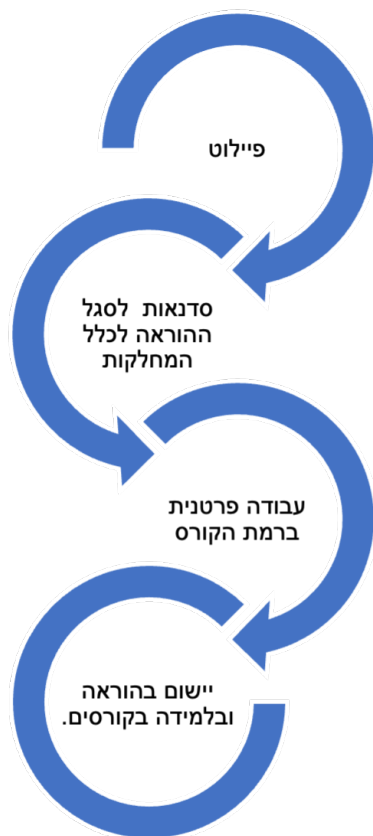 פיילוט
סדנאות לסגל
ההוראה לכלל
המחלקות
עבודה פרטנית
ברמת הקורס
יישום בהוראה
ובלמידה בקורסים.